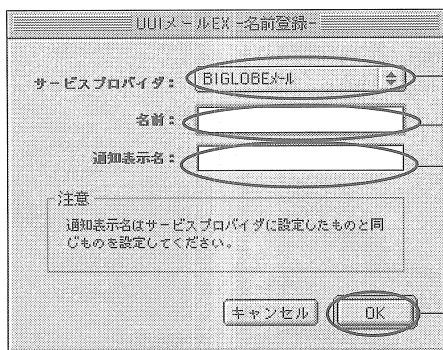 UUIメールEX -名前登録-
サービスプロバイダ： BIGLOBEメール
名前：
通知表示名：
注意
通知表示名はサービスプロバイダに設定したものと同
じものを設定してください。
キャンセル OK